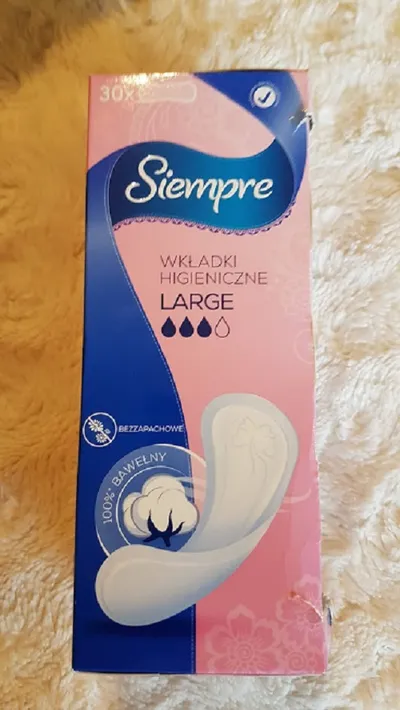 30x
Siempre
WKŁADKI
HIGIENICZNE
LARGE
BEZZAPACHOWE
100%* BAWEŁNY